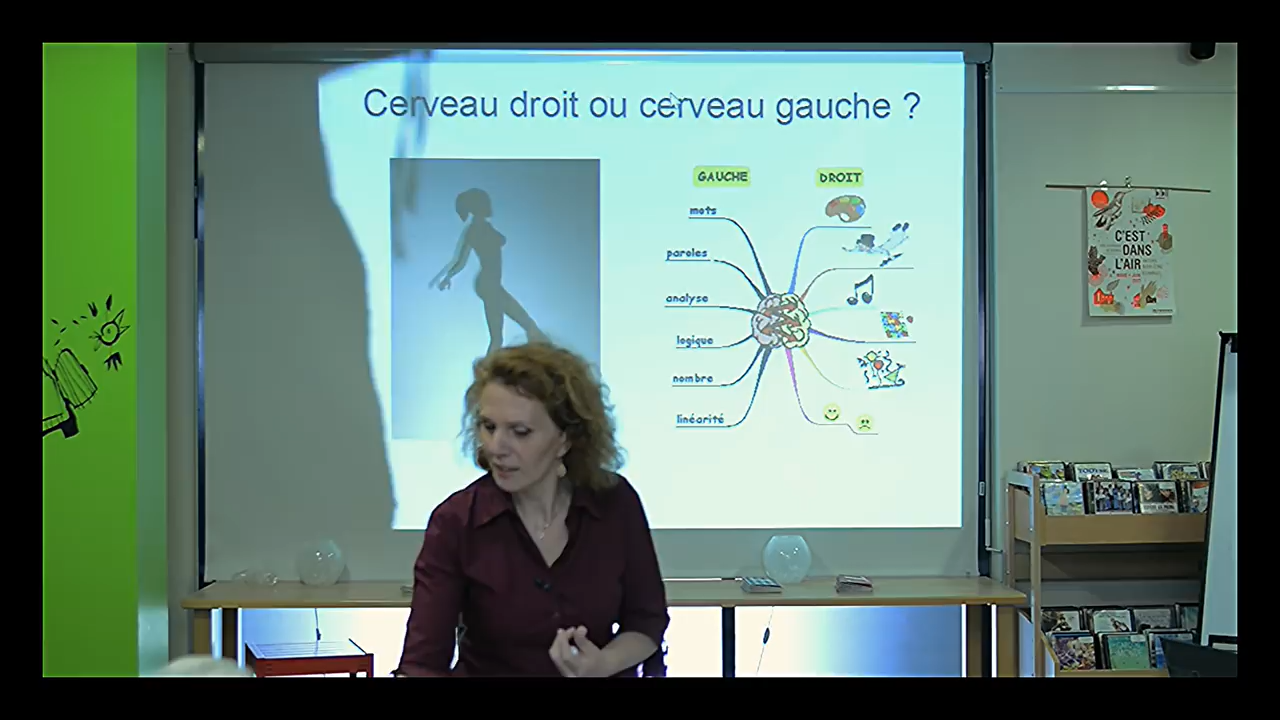 Cerveau droit ou cerveau gauche ?
GAUCHE
DROIT
mots
paroles
analyse
logique
nombre
linéarité
C'EST
DANS
L'AIR